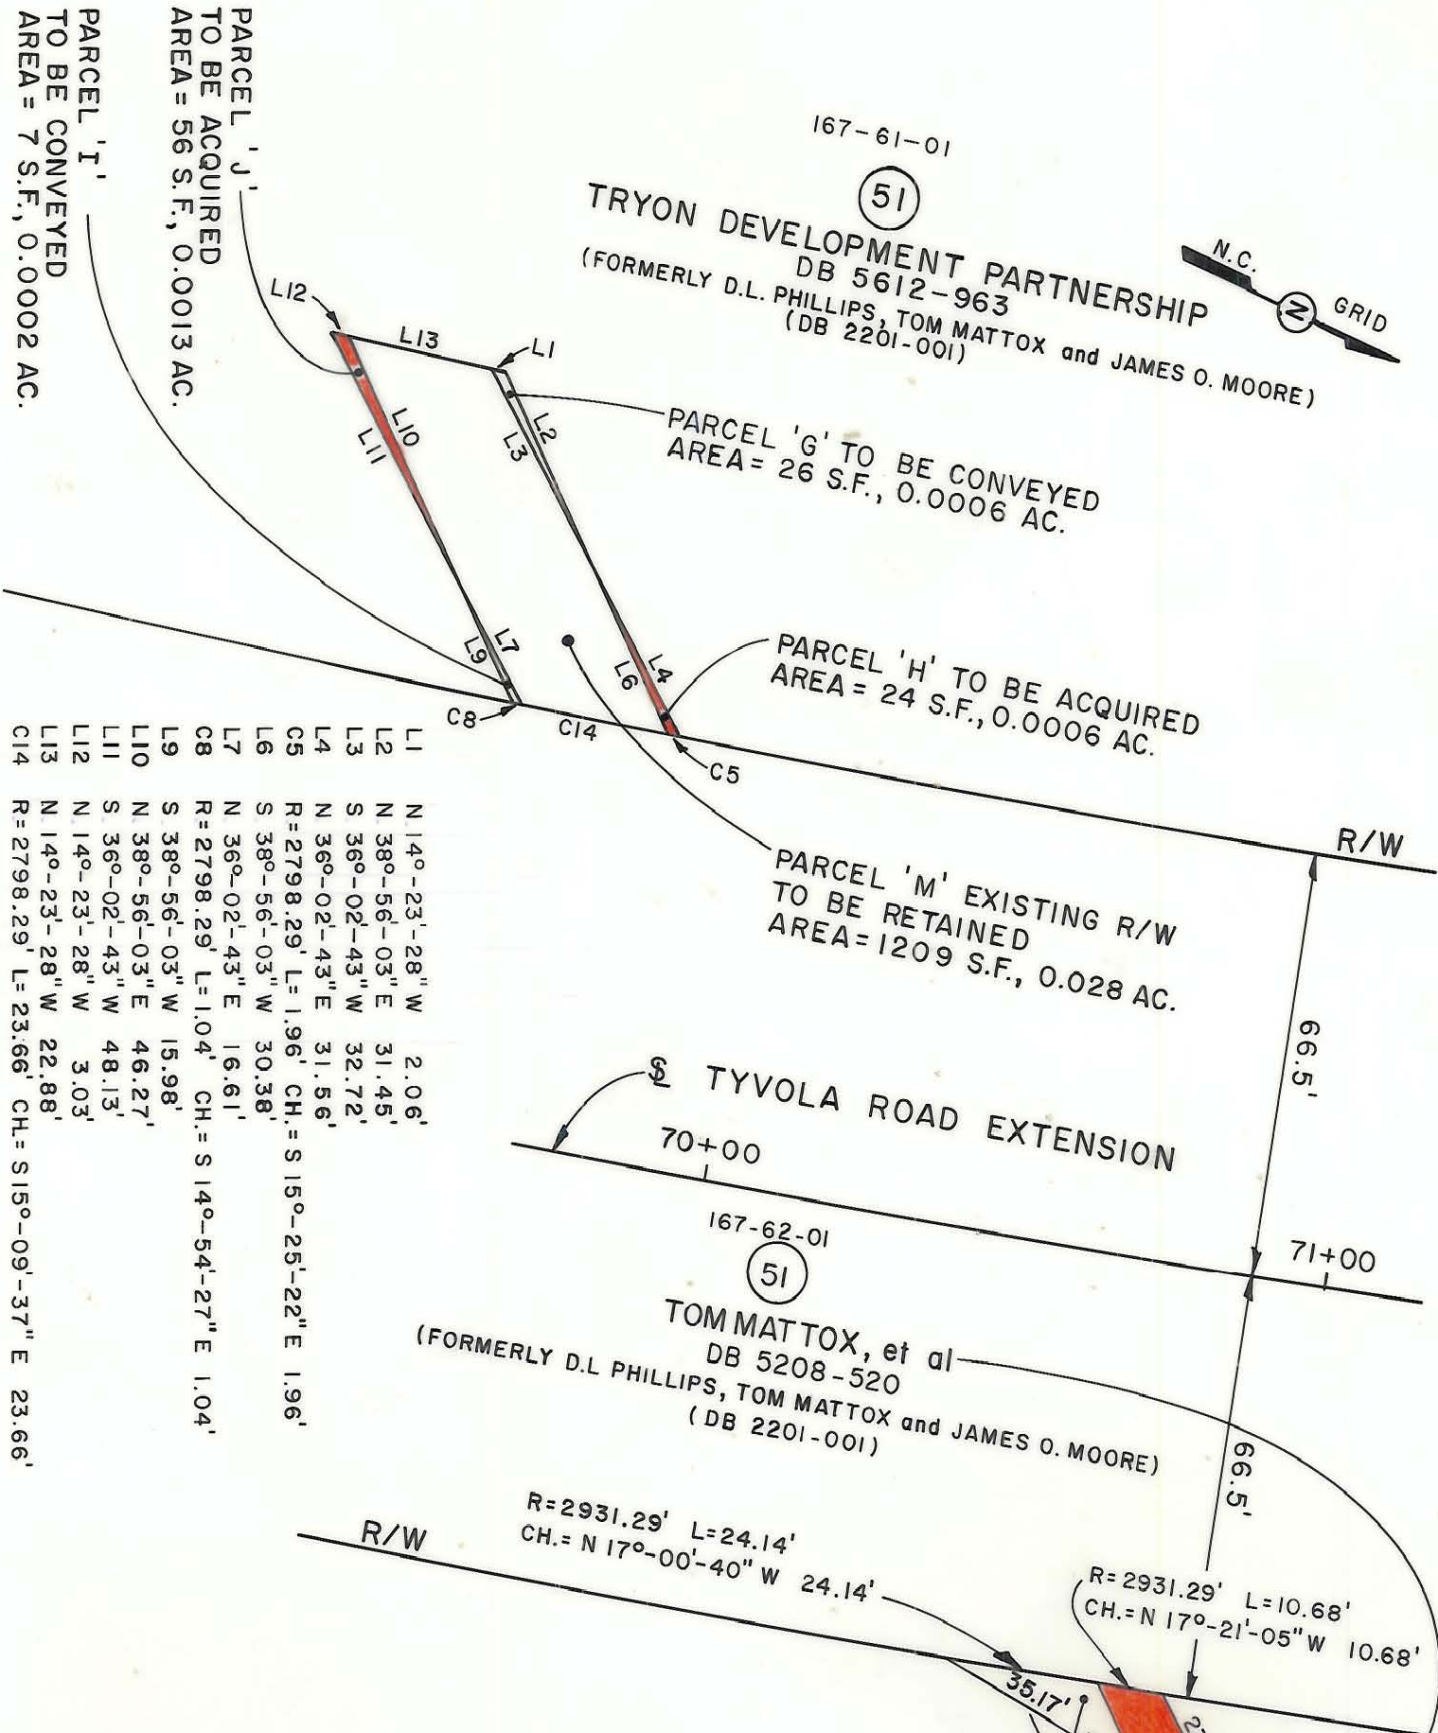 167-61-01
51
TRYON DEVELOPMENT PARTNERSHIP
DB 5612-963
(FORMERLY D.L. PHILLIPS, TOM MATTOX and JAMES O. MOORE)
(DB 2201-001)
N.C.
N
GRID
PARCEL 'J'
TO BE ACQUIRED
AREA = 56 S.F., 0.0013 AC.
PARCEL 'I'
TO BE CONVEYED
AREA = 7 S.F., 0.0002 AC.
L12
L13
L1
L2
L3
L10
L11
PARCEL 'G' TO BE CONVEYED
AREA = 26 S.F., 0.0006 AC.
L7
L9
L4
L6
PARCEL 'H' TO BE ACQUIRED
AREA = 24 S.F., 0.0006 AC.
C8
C14
C5
R/W
PARCEL 'M' EXISTING R/W
TO BE RETAINED
AREA=1209 S.F., 0.028 AC.
66.5'
L1 N 14°-23'-28" W 2.06'
L2 N 38°-56'-03" E 31.45'
L3 S 36°-02'-43" W 32.72'
L4 N 36°-02'-43" E 31.56'
C5 R=2798.29' L=1.96' CH.= S 15°-25'-22" E 1.96'
L6 S 38°-56'-03" W 30.38'
L7 N 36°-02'-43" E 16.61'
C8 R=2798.29' L=1.04' CH.= S 14°-54'-27" E 1.04'
L9 S 38°-56'-03" W 15.98'
L10 N 38°-56'-03" E 46.27'
L11 S 36°-02'-43" W 48.13'
L12 N 14°-23'-28" W 3.03'
L13 N 14°-23'-28" W 22.88'
C14 R=2798.29' L= 23.66' CH.= S 15°-09'-37" E 23.66'
℄ TYVOLA ROAD EXTENSION
70+00
71+00
167-62-01
51
TOM MATTOX, et al
DB 5208-520
(FORMERLY D.L PHILLIPS, TOM MATTOX and JAMES O. MOORE)
(DB 2201-001)
66.5'
R/W
R=2931.29' L=24.14'
CH.= N 17°-00'-40" W 24.14'
R=2931.29' L=10.68'
CH.= N 17°-21'-05" W 10.68'
35.17'